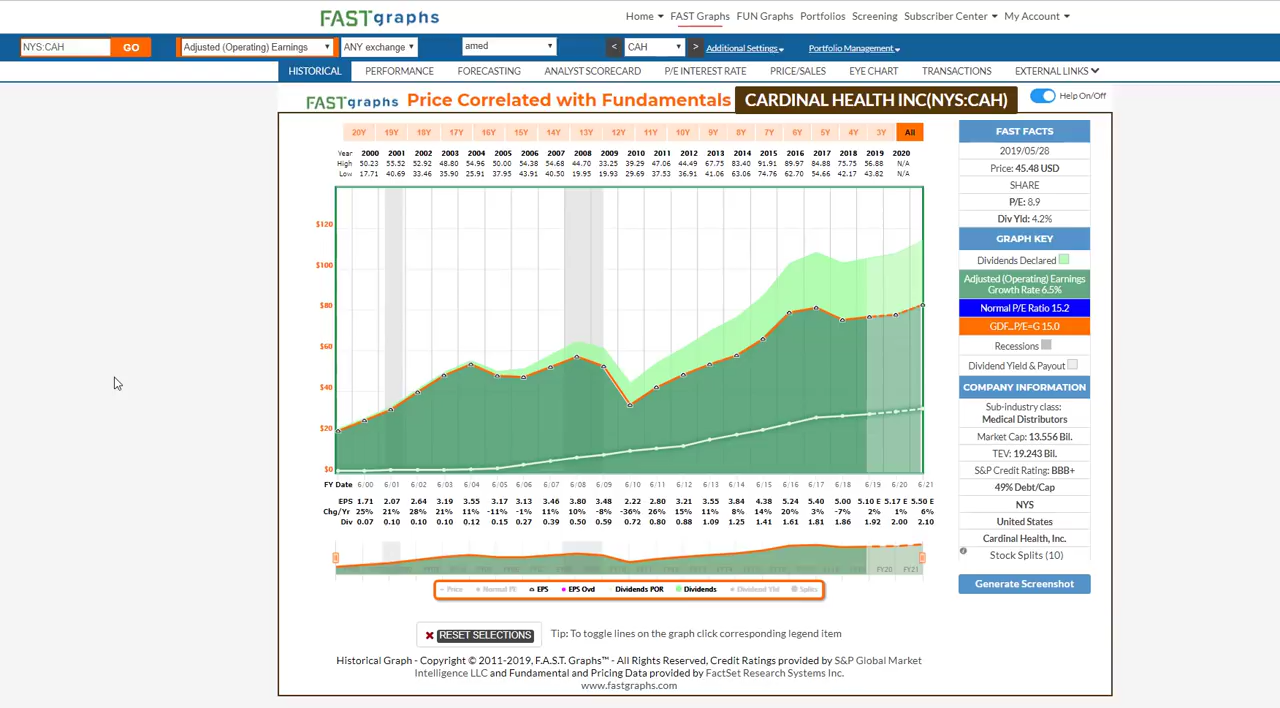 FAST graphs
Home FAST Graphs FUN Graphs Portfolios Screening Subscriber Center My Account
NYS:CAH GO Adjusted (Operating) Earnings ANY exchange amed < CAH > Additional Settings Portfolio Management
HISTORICAL PERFORMANCE FORECASTING ANALYST SCORECARD P/E INTEREST RATE PRICE/SALES EYE CHART TRANSACTIONS EXTERNAL LINKS
FAST graphs Price Correlated with Fundamentals CARDINAL HEALTH INC(NYS:CAH) Help On/Off
20Y 19Y 18Y 17Y 16Y 15Y 14Y 13Y 12Y 11Y 10Y 9Y 8Y 7Y 6Y 5Y 4Y 3Y All
Year 2000 2001 2002 2003 2004 2005 2006 2007 2008 2009 2010 2011 2012 2013 2014 2015 2016 2017 2018 2019 2020
High 50.23 55.52 52.92 48.80 54.96 50.00 54.38 54.68 44.70 33.25 39.29 47.06 44.49 67.75 83.40 91.91 89.97 84.88 75.75 56.88 N/A
Low 17.71 40.69 33.46 35.90 25.91 37.95 43.91 40.50 19.95 19.93 29.69 37.53 36.91 41.06 63.06 74.76 62.70 54.66 42.17 43.82 N/A
$120
$100
$80
$60
$40
$20
$0
FY Date 6/00 6/01 6/02 6/03 6/04 6/05 6/06 6/07 6/08 6/09 6/10 6/11 6/12 6/13 6/14 6/15 6/16 6/17 6/18 6/19 6/20 6/21
EPS 1.71 2.07 2.64 3.19 3.55 3.17 3.13 3.46 3.80 3.48 2.22 2.80 3.21 3.55 3.84 4.38 5.24 5.40 5.00 5.10 E 5.17 E 5.50 E
Chg/Yr 25% 21% 28% 21% 11% -11% -1% 11% 10% -8% -36% 26% 15% 11% 8% 14% 20% 3% -7% 2% 1% 6%
Div 0.07 0.10 0.10 0.10 0.12 0.15 0.27 0.39 0.50 0.59 0.72 0.80 0.88 1.09 1.25 1.41 1.61 1.81 1.86 1.92 2.00 2.10
FY20 FY21
Price Normal PE EPS EPS Ovd Dividends POR Dividends Dividend Yld Splits
RESET SELECTIONS Tip: To toggle lines on the graph click corresponding legend item
Historical Graph - Copyright © 2011-2019, F.A.S.T. Graphs™ - All Rights Reserved, Credit Ratings provided by S&P Global Market
Intelligence LLC and Fundamental and Pricing Data provided by FactSet Research Systems Inc.
www.fastgraphs.com
FAST FACTS
2019/05/28
Price: 45.48 USD
SHARE
P/E: 8.9
Div Yld: 4.2%
GRAPH KEY
Dividends Declared
Adjusted (Operating) Earnings
Growth Rate 6.5%
Normal P/E Ratio 15.2
GDF...P/E=G 15.0
Recessions
Dividend Yield & Payout
COMPANY INFORMATION
Sub-industry class:
Medical Distributors
Market Cap: 13.556 Bil.
TEV: 19.243 Bil.
S&P Credit Rating: BBB+
49% Debt/Cap
NYS
United States
Cardinal Health, Inc.
Stock Splits (10)
Generate Screenshot